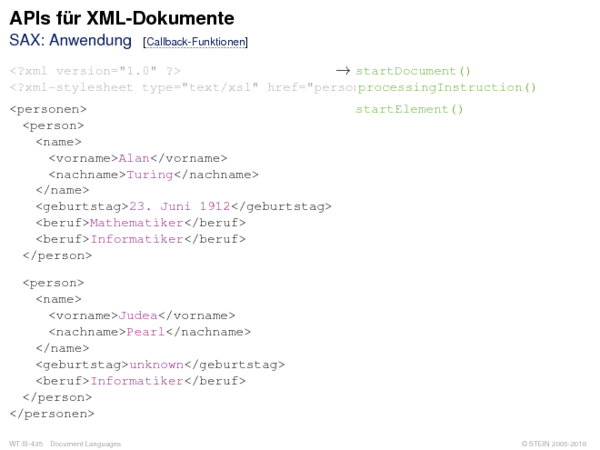 APIs für XML-Dokumente
SAX: Anwendung [Callback-Funktionen]
<?xml version="1.0" ?> → startDocument()
<?xml-stylesheet type="text/xsl" href="person processingInstruction()
<personen> startElement()
<person>
<name>
<vorname>Alan</vorname>
<nachname>Turing</nachname>
</name>
<geburtstag>23. Juni 1912</geburtstag>
<beruf>Mathematiker</beruf>
<beruf>Informatiker</beruf>
</person>
<person>
<name>
<vorname>Judea</vorname>
<nachname>Pearl</nachname>
</name>
<geburtstag>unknown</geburtstag>
<beruf>Informatiker</beruf>
</person>
</personen>
WT:III-435 Document Languages © STEIN 2005-2018